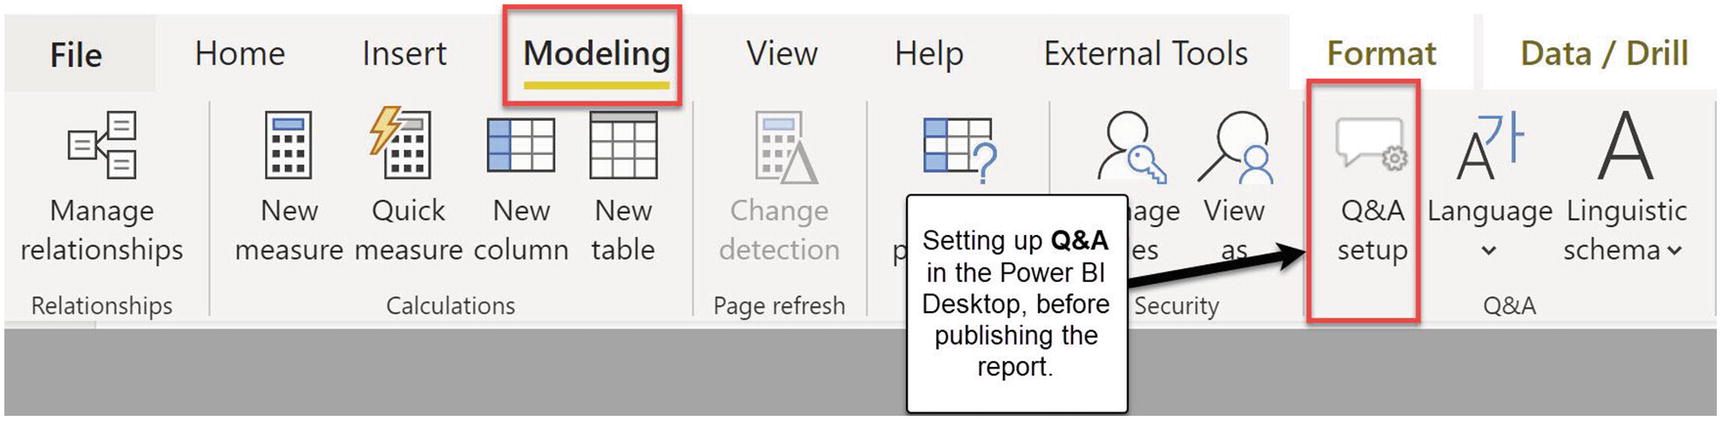 File Home Insert Modeling View Help External Tools Format Data / Drill
Manage
relationships
New
measure
Quick
measure
New
column
New
table
Change
detection
View
as
Q&A
setup
Language
Linguistic
schema
Relationships
Calculations
Page refresh
Security
Q&A
Setting up Q&A
in the Power BI
Desktop, before
publishing the
report.
A가
A